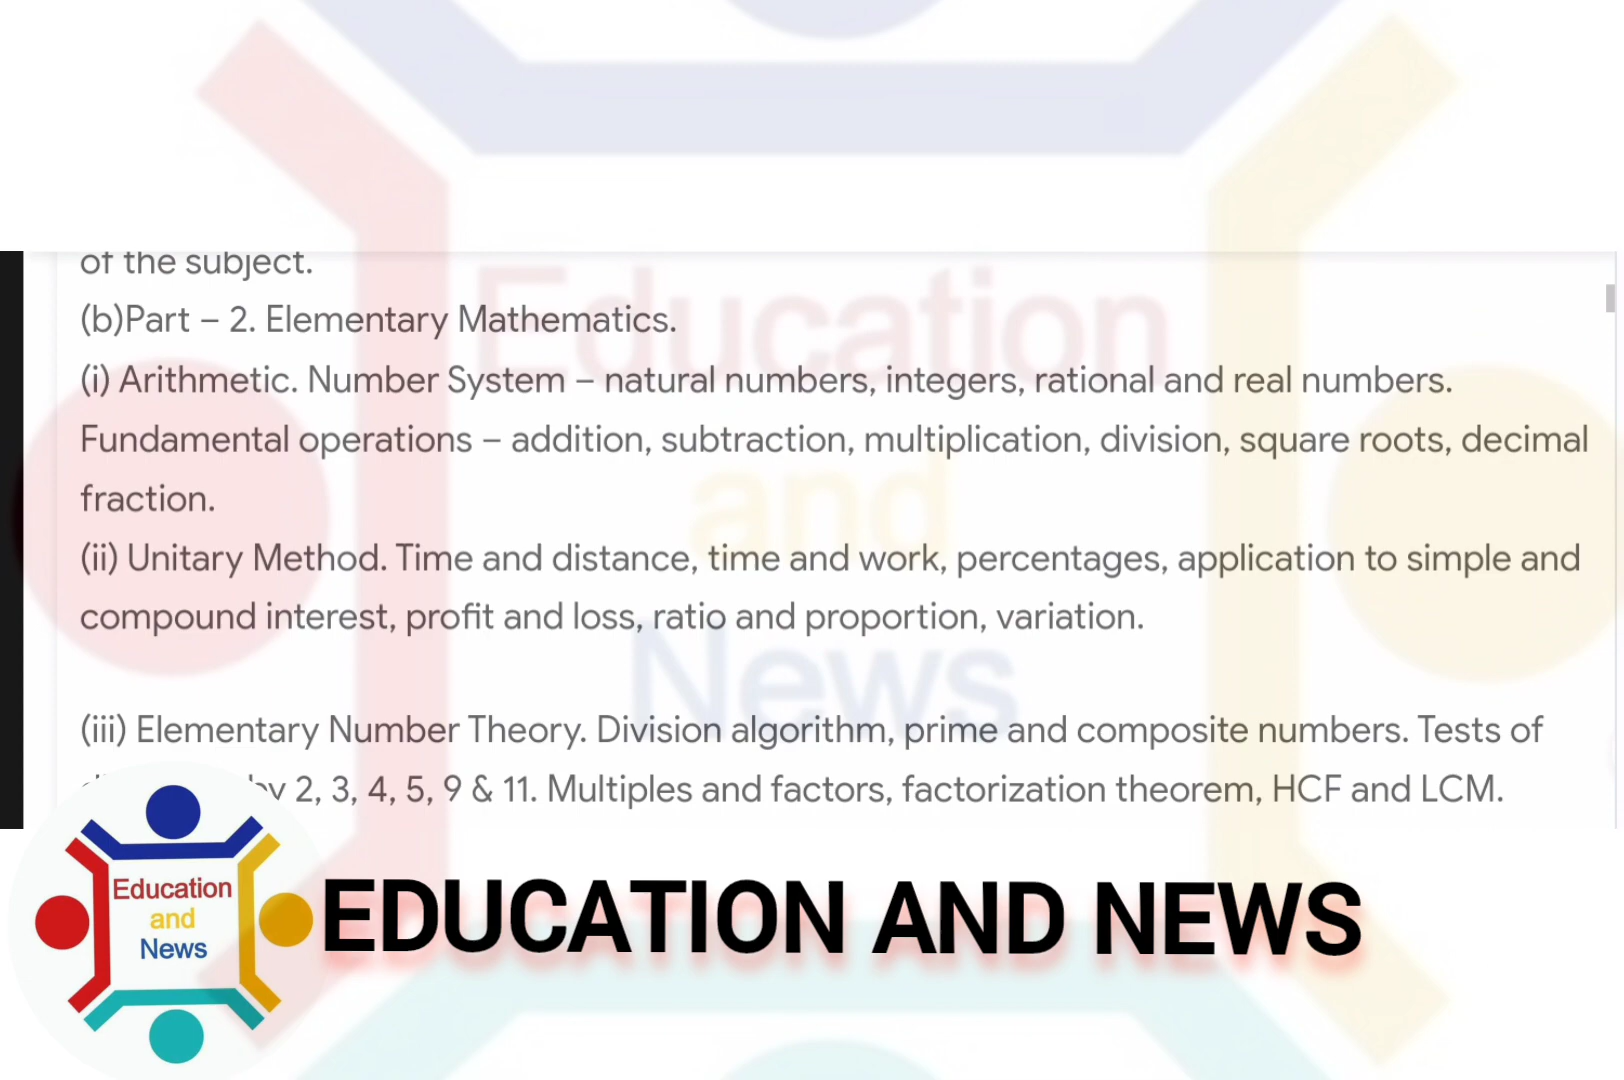 of the subject.
(b)Part – 2. Elementary Mathematics.
(i) Arithmetic. Number System – natural numbers, integers, rational and real numbers.
Fundamental operations – addition, subtraction, multiplication, division, square roots, decimal
fraction.
(ii) Unitary Method. Time and distance, time and work, percentages, application to simple and
compound interest, profit and loss, ratio and proportion, variation.
(iii) Elementary Number Theory. Division algorithm, prime and composite numbers. Tests of
by 2, 3, 4, 5, 9 & 11. Multiples and factors, factorization theorem, HCF and LCM.
Education
and
News
Education
and
News
EDUCATION AND NEWS